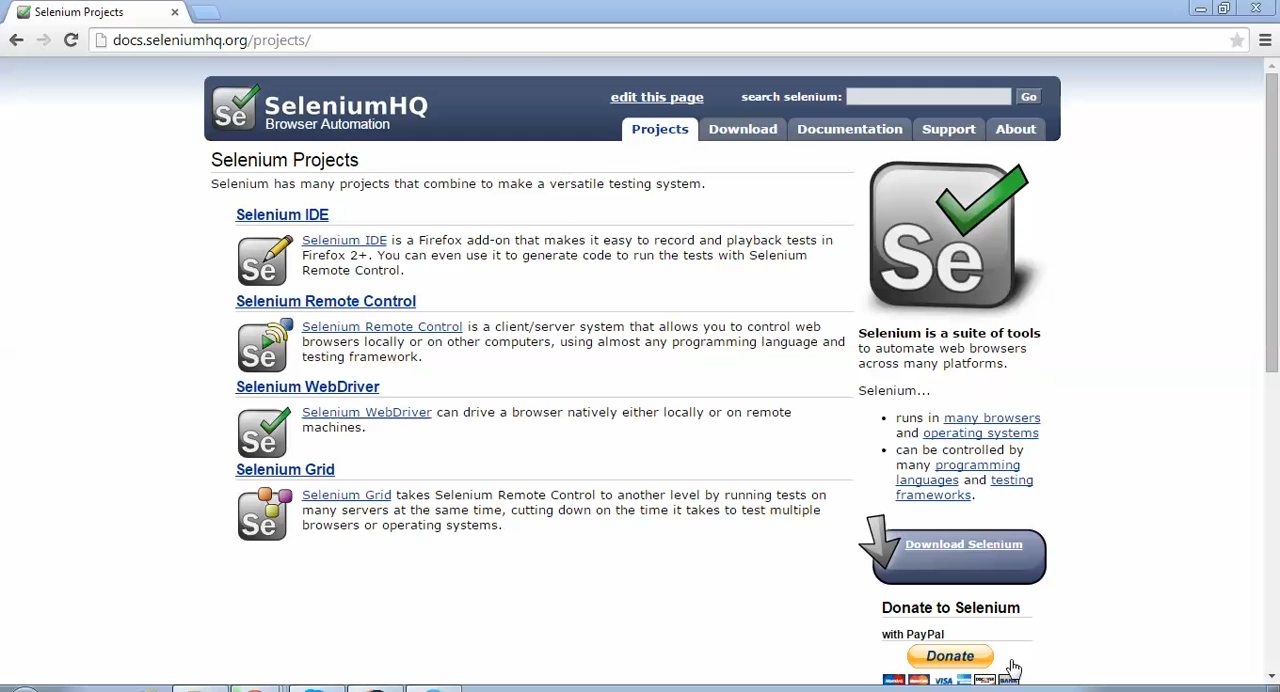 Selenium Projects
docs.seleniumhq.org/projects/
Se
SeleniumHQ
Browser Automation
edit this page
search selenium:
Go
Projects
Download
Documentation
Support
About
Selenium Projects
Selenium has many projects that combine to make a versatile testing system.
Selenium IDE
Se
Selenium IDE is a Firefox add-on that makes it easy to record and playback tests in
Firefox 2+. You can even use it to generate code to run the tests with Selenium
Remote Control.
Selenium Remote Control
Se
Selenium Remote Control is a client/server system that allows you to control web
browsers locally or on other computers, using almost any programming language and
testing framework.
Selenium WebDriver
Se
Selenium WebDriver can drive a browser natively either locally or on remote
machines.
Selenium Grid
Se
Selenium Grid takes Selenium Remote Control to another level by running tests on
many servers at the same time, cutting down on the time it takes to test multiple
browsers or operating systems.
Se
Selenium is a suite of tools
to automate web browsers
across many platforms.
Selenium...
runs in many browsers
and operating systems
can be controlled by
many programming
languages and testing
frameworks.
Download Selenium
Donate to Selenium
with PayPal
Donate
VISA